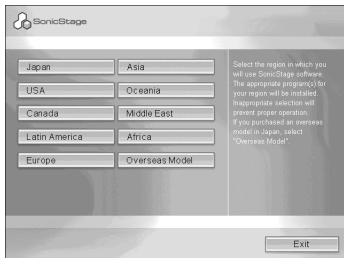 SonicStage
Japan
Asia
USA
Oceania
Canada
Middle East
Latin America
Africa
Europe
Overseas Model
Select the region in which you
will use SonicStage software.
The appropriate program(s) for
your region will be installed.
Inappropriate selection will
prevent proper operation.
If you purchased an overseas
model in Japan, select
"Overseas Model".
Exit